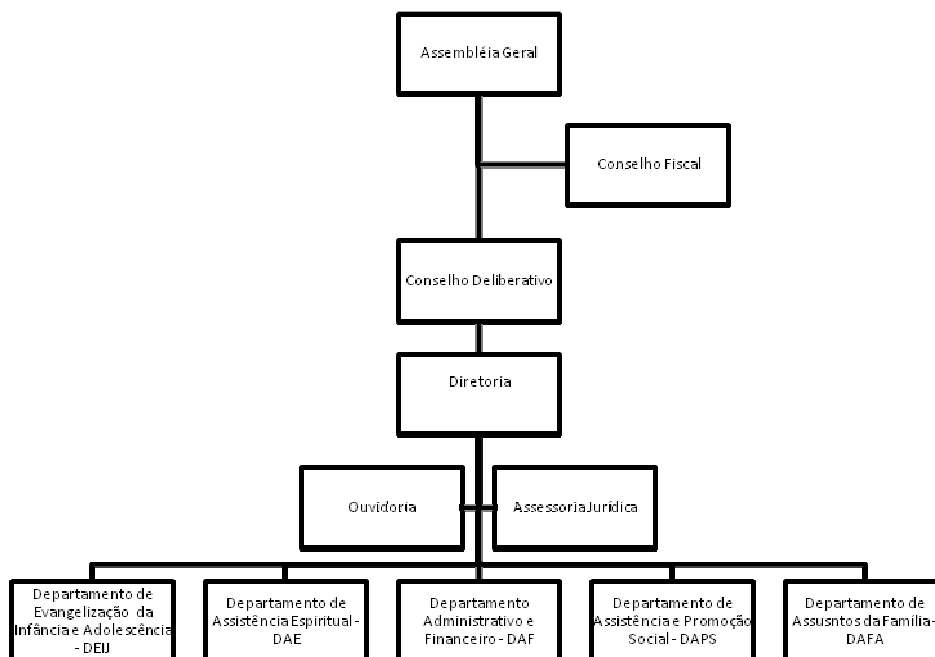 Assembléia Geral
Conselho Fiscal
Conselho Deliberativo
Diretoria
Ouvidoria
Assessoria Jurídica
Departamento de
Evangelização da
Infância e Adolescência
- DEIJ
Departamento de
Assistência Espiritual -
DAE
Departamento
Administrativo e
Financeiro - DAF
Departamento de
Assistência e Promoção
Social - DAPS
Departamento de
Assusntos da Família-
DAFA